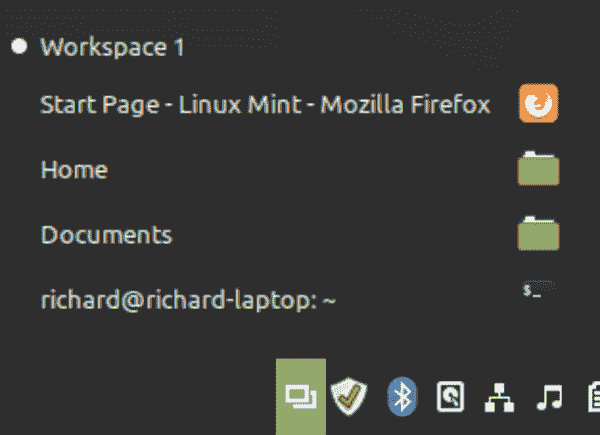 Workspace 1
Start Page - Linux Mint - Mozilla Firefox
Home
Documents
richard@richard-laptop: ~
$_